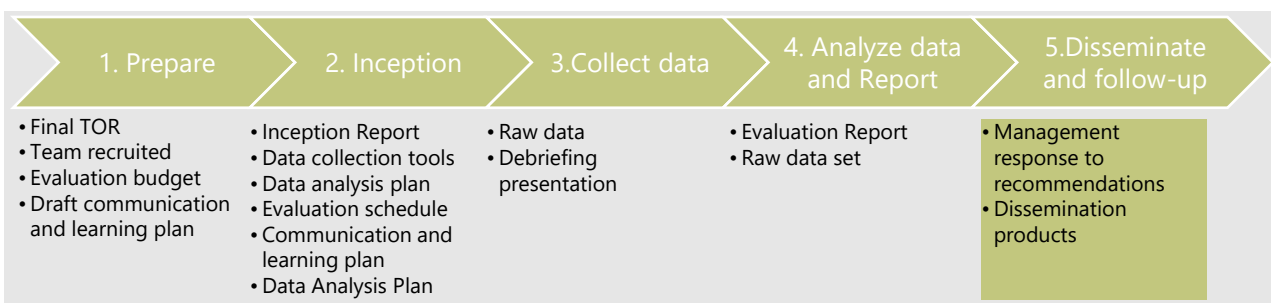 1. Prepare
2. Inception
3.Collect data
4. Analyze data
and Report
5.Disseminate
and follow-up
• Final TOR
• Team recruited
• Evaluation budget
• Draft communication
and learning plan
• Inception Report
• Data collection tools
• Data analysis plan
• Evaluation schedule
• Communication and
learning plan
• Data Analysis Plan
• Raw data
• Debriefing
presentation
• Evaluation Report
• Raw data set
• Management
response to
recommendations
• Dissemination
products